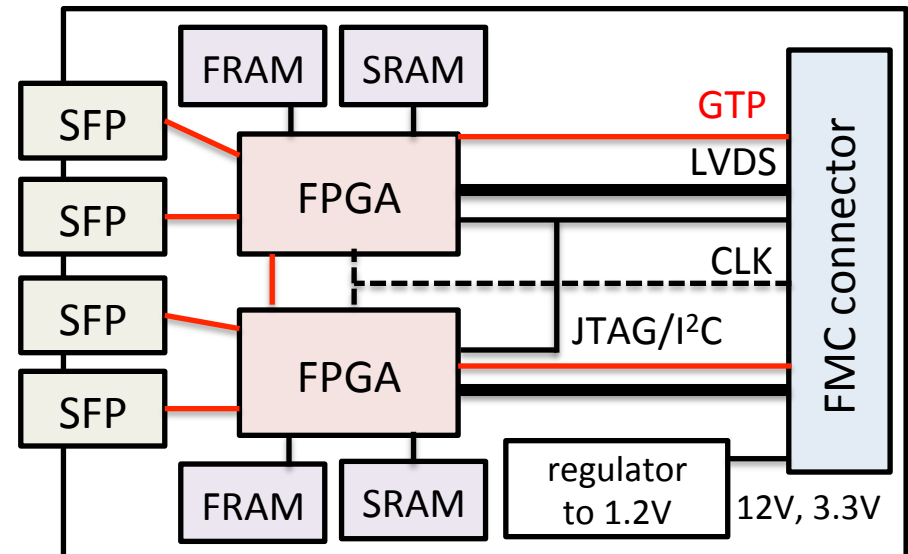 FRAM
SRAM
SFP
GTP
LVDS
FPGA
SFP
CLK
FMC connector
SFP
JTAG/I²C
FPGA
SFP
FRAM
SRAM
regulator
to 1.2V
12V, 3.3V